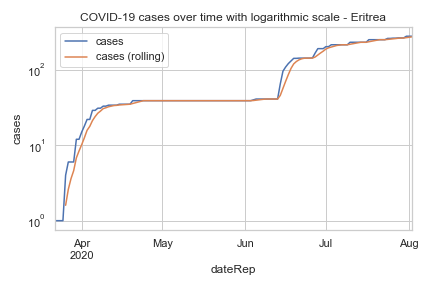 COVID-19 cases over time with logarithmic scale - Eritrea
cases
cases (rolling)
10²
10¹
10⁰
cases
Apr
2020
May
Jun
Jul
Aug
dateRep